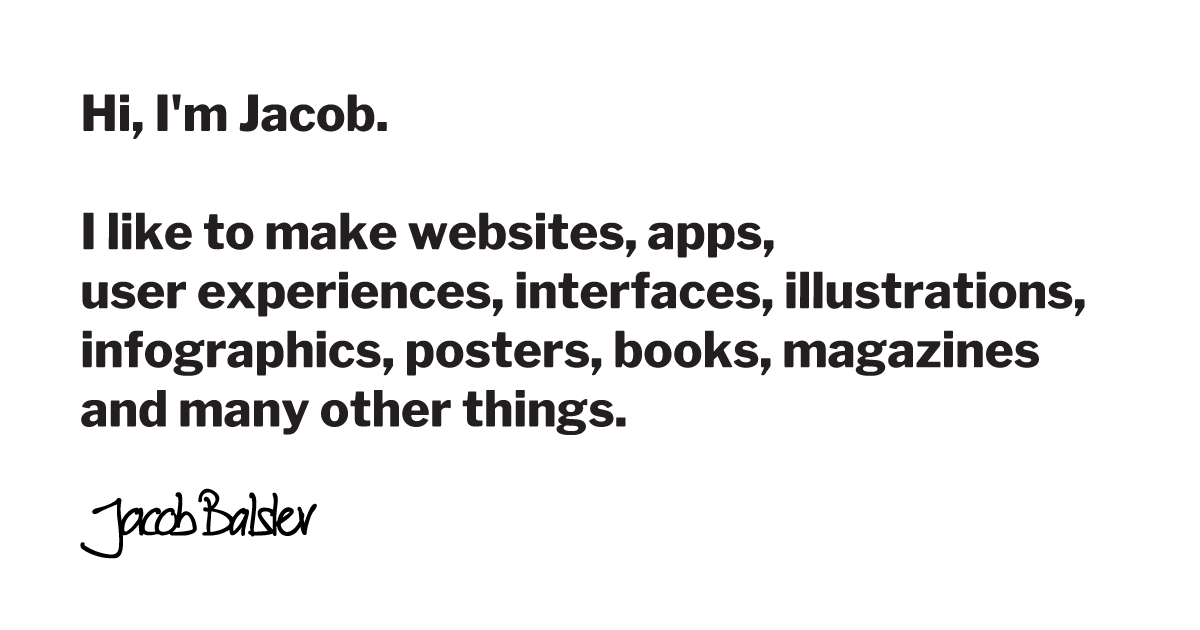 Hi, I'm Jacob.
I like to make websites, apps,
user experiences, interfaces, illustrations,
infographics, posters, books, magazines
and many other things.
Jacob Balslev